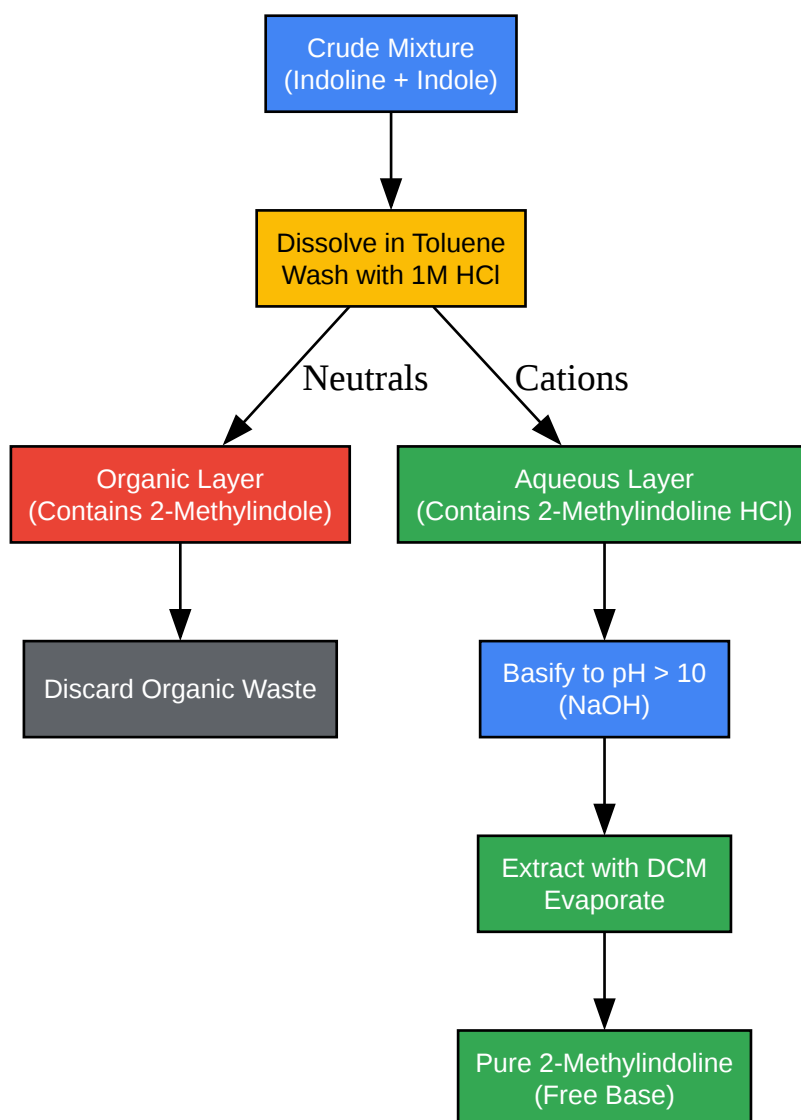 Crude Mixture
(Indoline + Indole)
Dissolve in Toluene
Wash with 1M HCl
Neutrals
Cations
Organic Layer
(Contains 2-Methylindole)
Aqueous Layer
(Contains 2-Methylindoline HCl)
Discard Organic Waste
Basify to pH > 10
(NaOH)
Extract with DCM
Evaporate
Pure 2-Methylindoline
(Free Base)